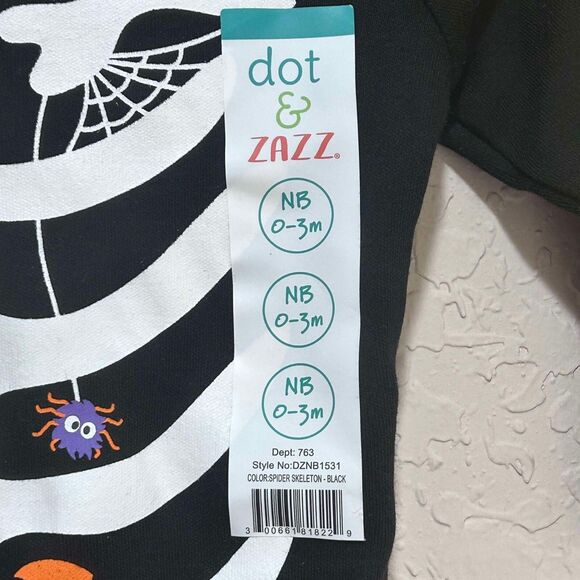 dot
&
ZAZZ®
NB
0-3m
NB
0-3m
NB
0-3m
Dept: 763
Style No:DZNB1531
COLOR:SPIDER SKELETON - BLACK
3 00661 81822 9